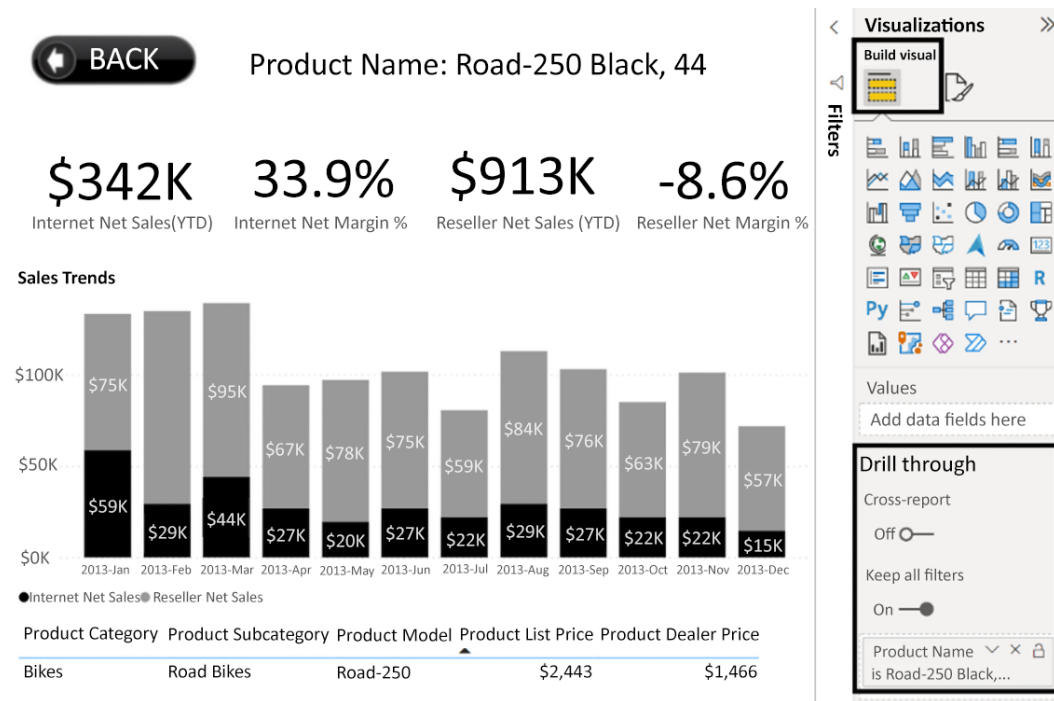 BACK
Product Name: Road-250 Black, 44
$342K
Internet Net Sales(YTD)
33.9%
Internet Net Margin %
$913K
Reseller Net Sales (YTD)
-8.6%
Reseller Net Margin %
Sales Trends
$100K
$50K
$0K
$75K
$95K
$67K
$78K
$75K
$59K
$84K
$76K
$63K
$79K
$57K
$59K
$29K
$44K
$27K
$20K
$27K
$22K
$29K
$27K
$22K
$22K
$15K
2013-Jan 2013-Feb 2013-Mar 2013-Apr 2013-May 2013-Jun 2013-Jul 2013-Aug 2013-Sep 2013-Oct 2013-Nov 2013-Dec
Internet Net Sales Reseller Net Sales
Product Category Product Subcategory Product Model Product List Price Product Dealer Price
Bikes Road Bikes Road-250 $2,443 $1,466
Filters
Visualizations
Build visual
123
R
Py
Values
Add data fields here
Drill through
Cross-report
Off
Keep all filters
On
Product Name
is Road-250 Black,...